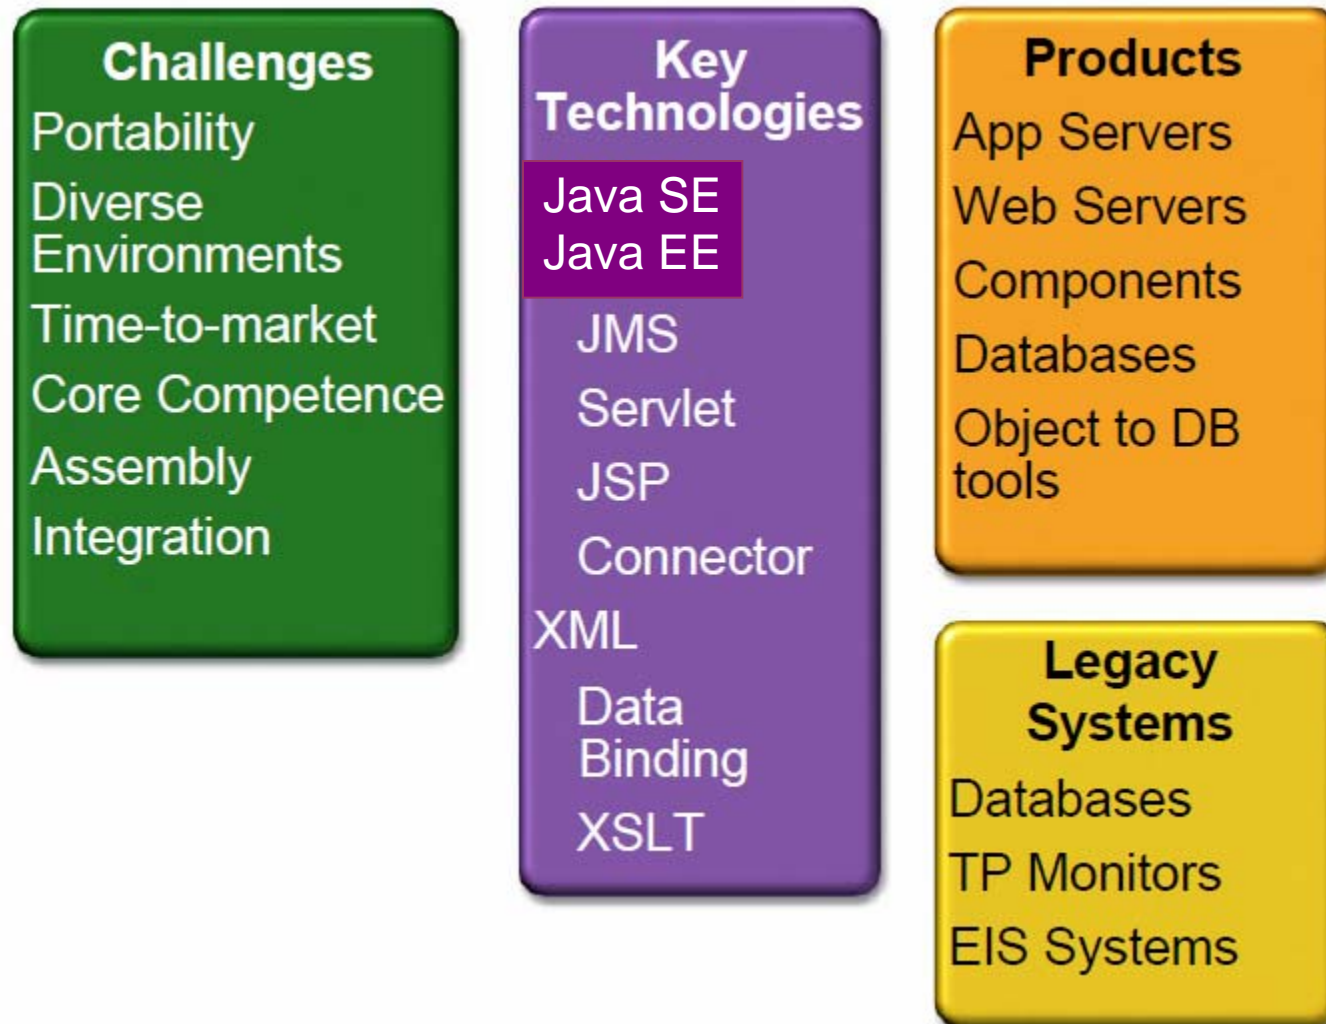 Challenges
Portability
Diverse
Environments
Time-to-market
Core Competence
Assembly
Integration
Key
Technologies
Java SE
Java EE
JMS
Servlet
JSP
Connector
XML
Data
Binding
XSLT
Products
App Servers
Web Servers
Components
Databases
Object to DB
tools
Legacy
Systems
Databases
TP Monitors
EIS Systems